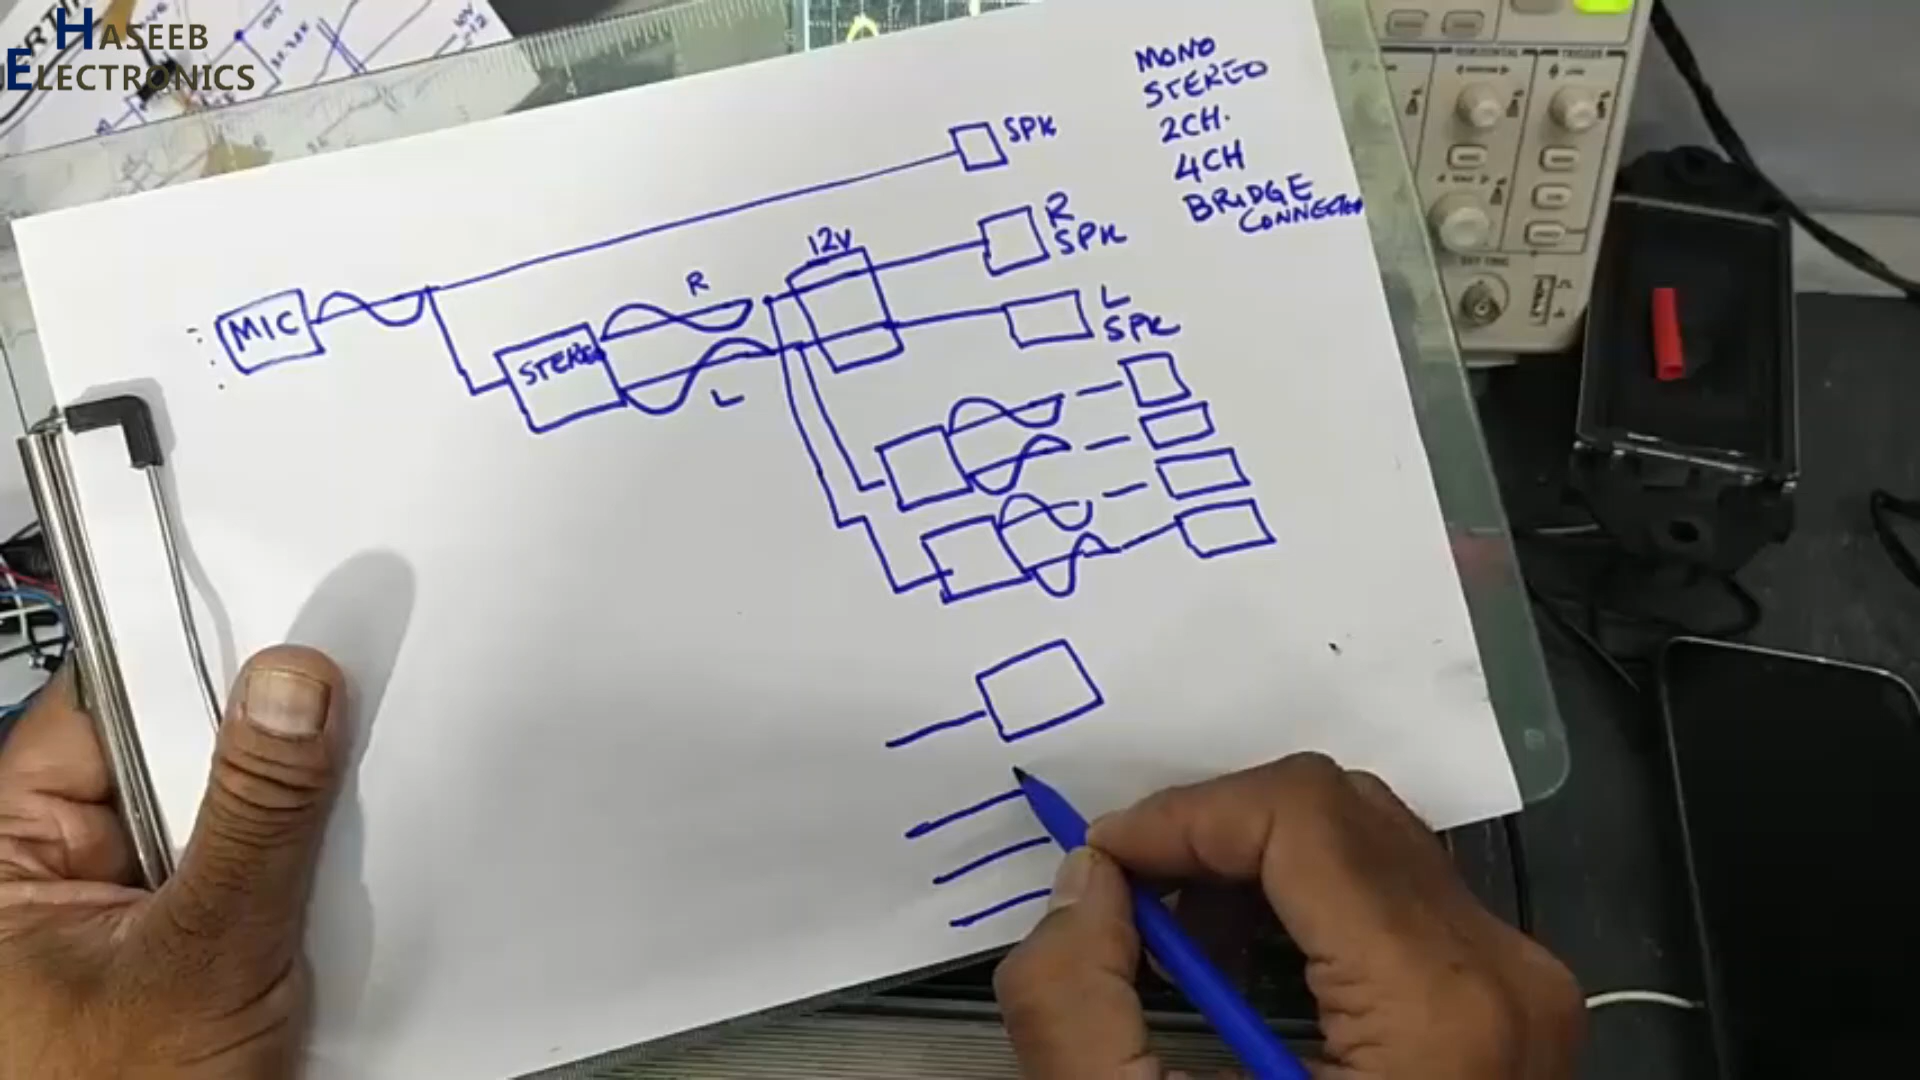 HASEEB
ELECTRONICS
MONO
STEREO
2CH.
4CH
BRIDGE
SPK
R
SPK
12V
R
MIC
L
SPK
STEREO
L